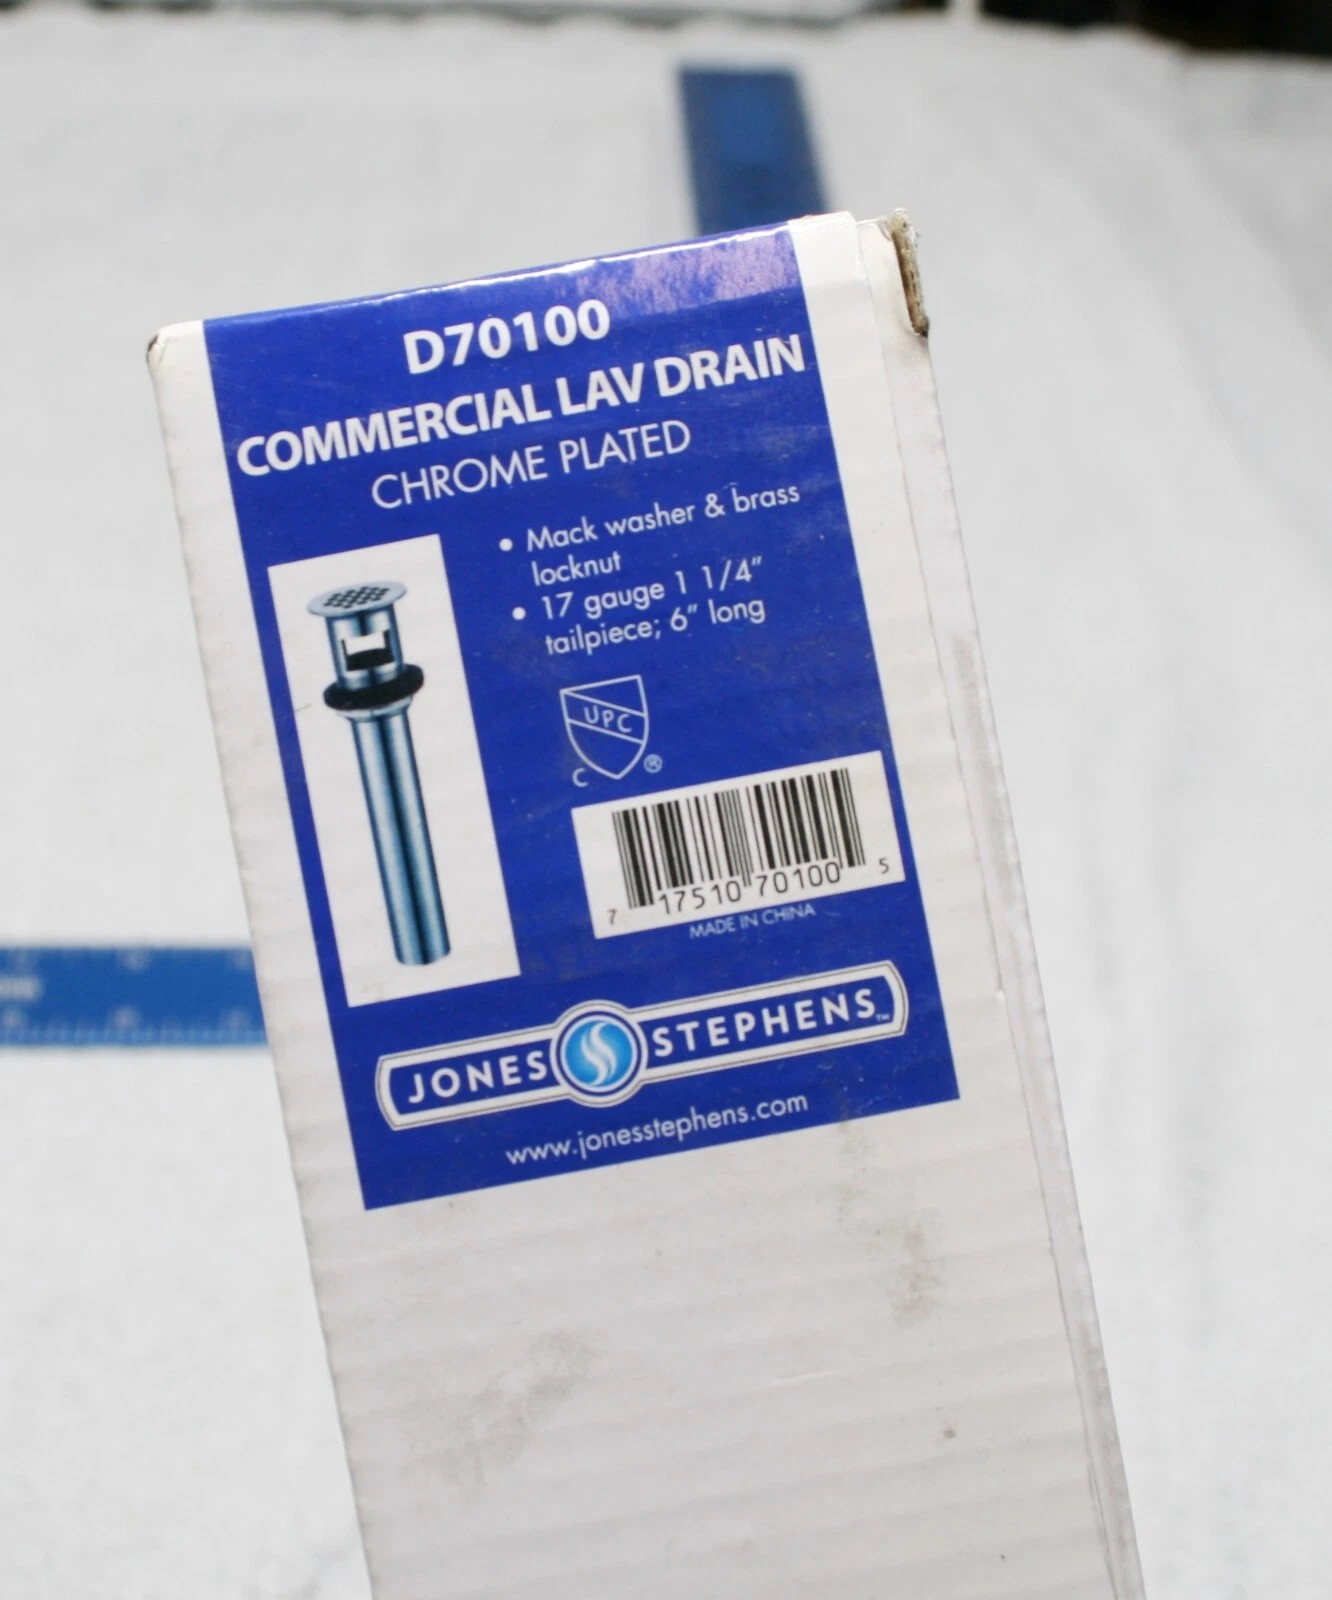 D70100
COMMERCIAL LAV DRAIN
CHROME PLATED
• Mack washer & brass
locknut
• 17 gauge 1 1/4"
tailpiece; 6" long
UPC
C ®
7 17510 70100 5
MADE IN CHINA
JONES STEPHENS™
www.jonesstephens.com